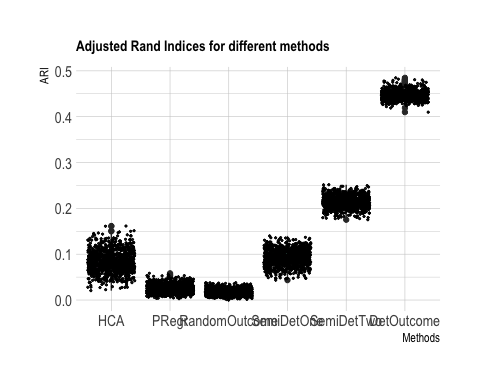 Adjusted Rand Indices for different methods
ARI
0.5
0.4
0.3
0.2
0.1
0.0
HCA PRegr RandomOutcome SemiDetOne SemiDetTwo DetOutcome
Methods